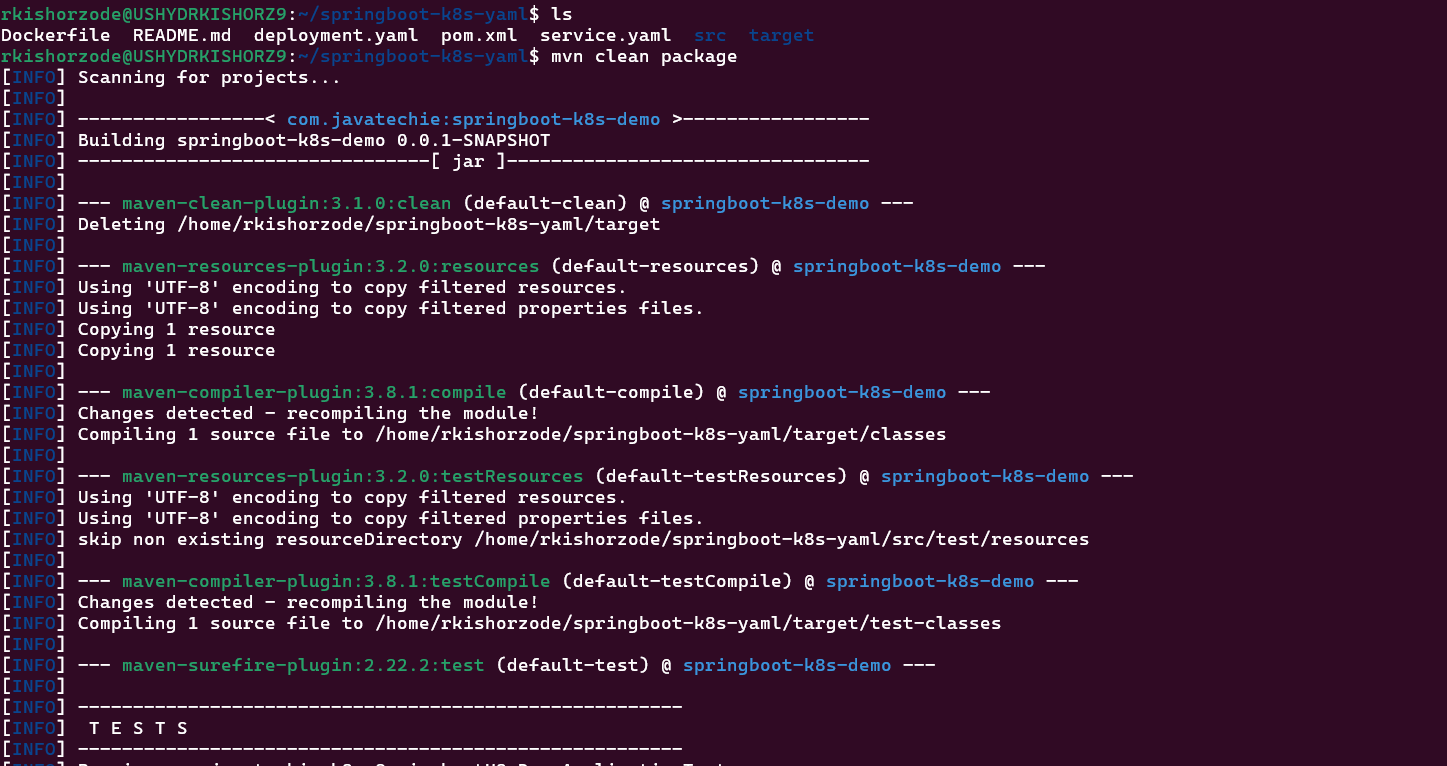 rkishorzode@USHYDRKISHORZ9:~/springboot-k8s-yaml$ ls
Dockerfile  README.md  deployment.yaml  pom.xml  service.yaml  src  target
rkishorzode@USHYDRKISHORZ9:~/springboot-k8s-yaml$ mvn clean package
[INFO] Scanning for projects...
[INFO]
[INFO] -----------------< com.javatechie:springboot-k8s-demo >-----------------
[INFO] Building springboot-k8s-demo 0.0.1-SNAPSHOT
[INFO] --------------------------------[ jar ]---------------------------------
[INFO]
[INFO] --- maven-clean-plugin:3.1.0:clean (default-clean) @ springboot-k8s-demo ---
[INFO] Deleting /home/rkishorzode/springboot-k8s-yaml/target
[INFO]
[INFO] --- maven-resources-plugin:3.2.0:resources (default-resources) @ springboot-k8s-demo ---
[INFO] Using 'UTF-8' encoding to copy filtered resources.
[INFO] Using 'UTF-8' encoding to copy filtered properties files.
[INFO] Copying 1 resource
[INFO] Copying 1 resource
[INFO]
[INFO] --- maven-compiler-plugin:3.8.1:compile (default-compile) @ springboot-k8s-demo ---
[INFO] Changes detected - recompiling the module!
[INFO] Compiling 1 source file to /home/rkishorzode/springboot-k8s-yaml/target/classes
[INFO]
[INFO] --- maven-resources-plugin:3.2.0:testResources (default-testResources) @ springboot-k8s-demo ---
[INFO] Using 'UTF-8' encoding to copy filtered resources.
[INFO] Using 'UTF-8' encoding to copy filtered properties files.
[INFO] skip non existing resourceDirectory /home/rkishorzode/springboot-k8s-yaml/src/test/resources
[INFO]
[INFO] --- maven-compiler-plugin:3.8.1:testCompile (default-testCompile) @ springboot-k8s-demo ---
[INFO] Changes detected - recompiling the module!
[INFO] Compiling 1 source file to /home/rkishorzode/springboot-k8s-yaml/target/test-classes
[INFO]
[INFO] --- maven-surefire-plugin:2.22.2:test (default-test) @ springboot-k8s-demo ---
[INFO]
[INFO] -------------------------------------------------------
[INFO]  T E S T S
[INFO] -------------------------------------------------------